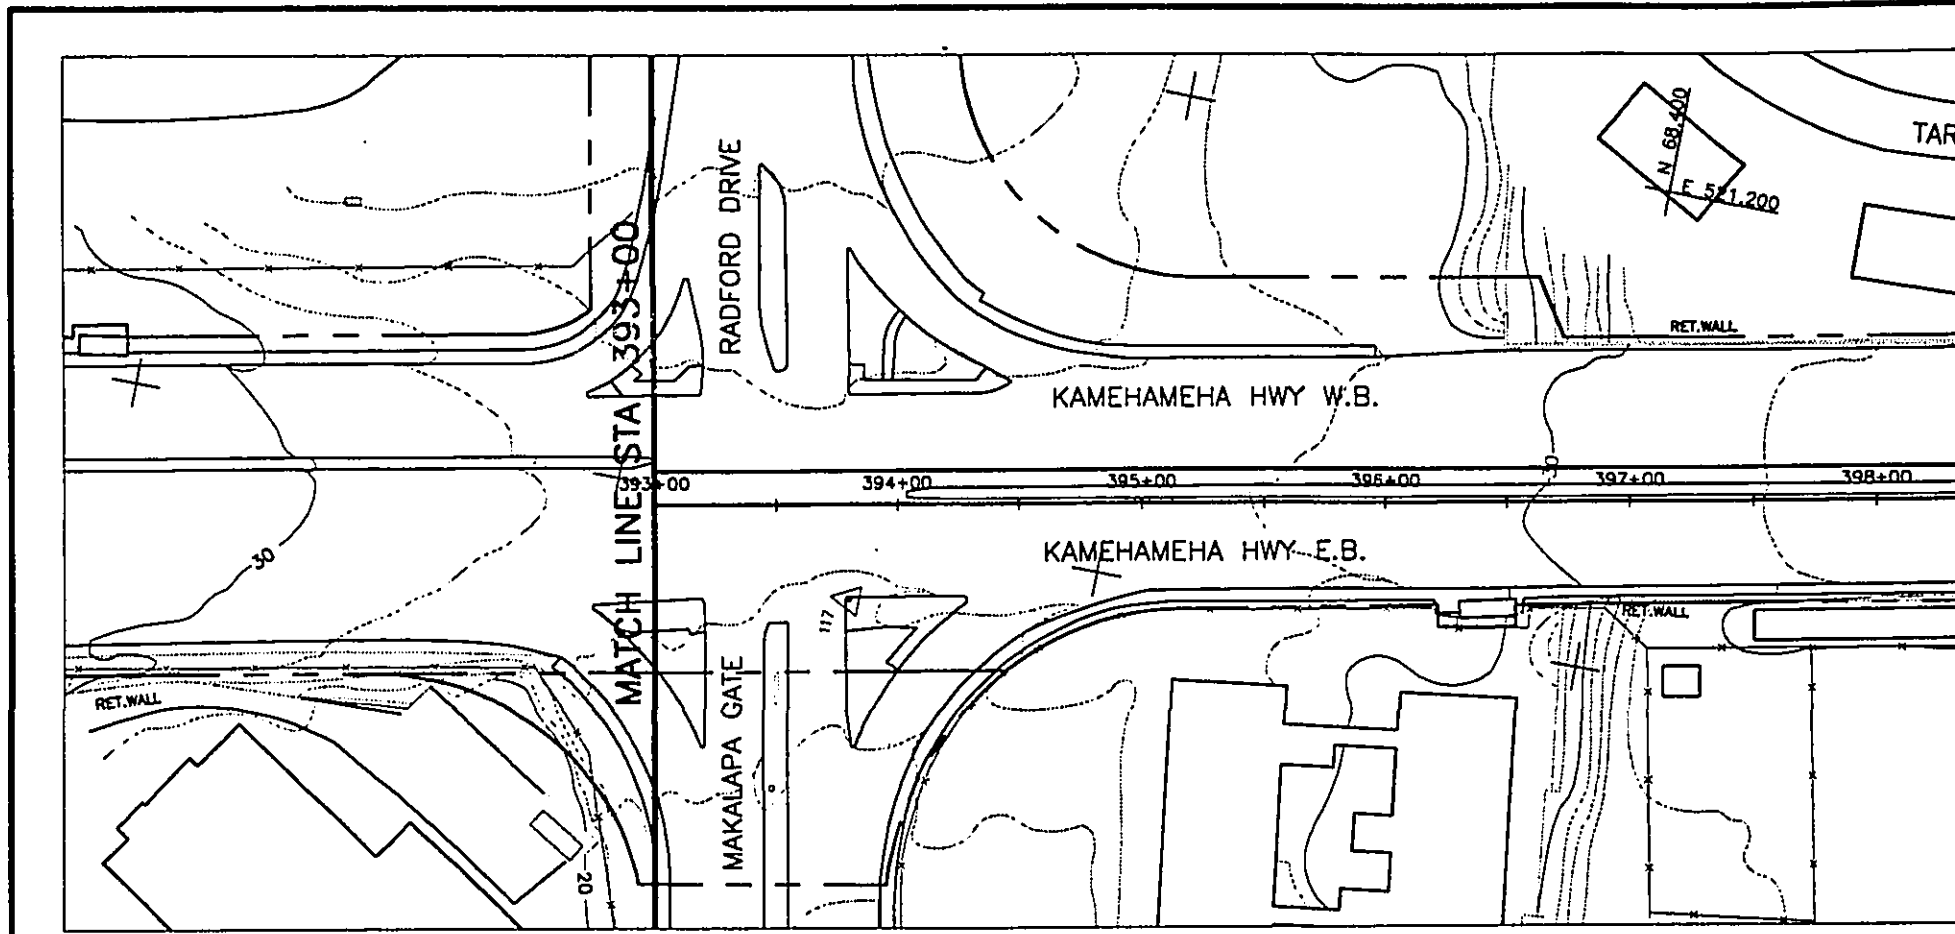 TAR
N 68.400
E 521.200
RADFORD DRIVE
MATCH LINE STA 393+00
RET.WALL
KAMEHAMEHA HWY W.B.
393+00
394+00
395+00
396+00
397+00
398+00
30
KAMEHAMEHA HWY E.B.
117
RET.WALL
RET.WALL
MAKALAPA GATE
20